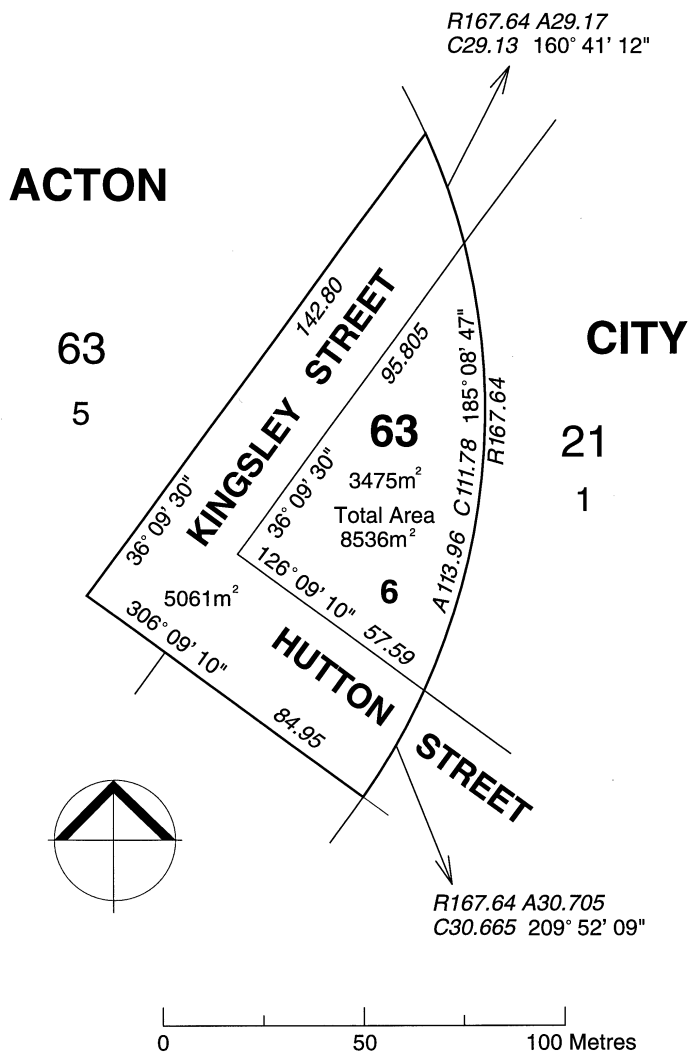 R167.64 A29.17
C29.13 160° 41' 12"
ACTON
142.80
KINGSLEY STREET
CITY
63
5
95.805
185° 08' 47"
R167.64
63
3475m²
Total Area
8536m²
6
C111.78
A113.96
21
1
36° 09' 30"
36° 09' 30"
126° 09' 10"
57.59
5061m²
306° 09' 10"
84.95
HUTTON STREET
R167.64 A30.705
C30.665 209° 52' 09"
0 50 100 Metres